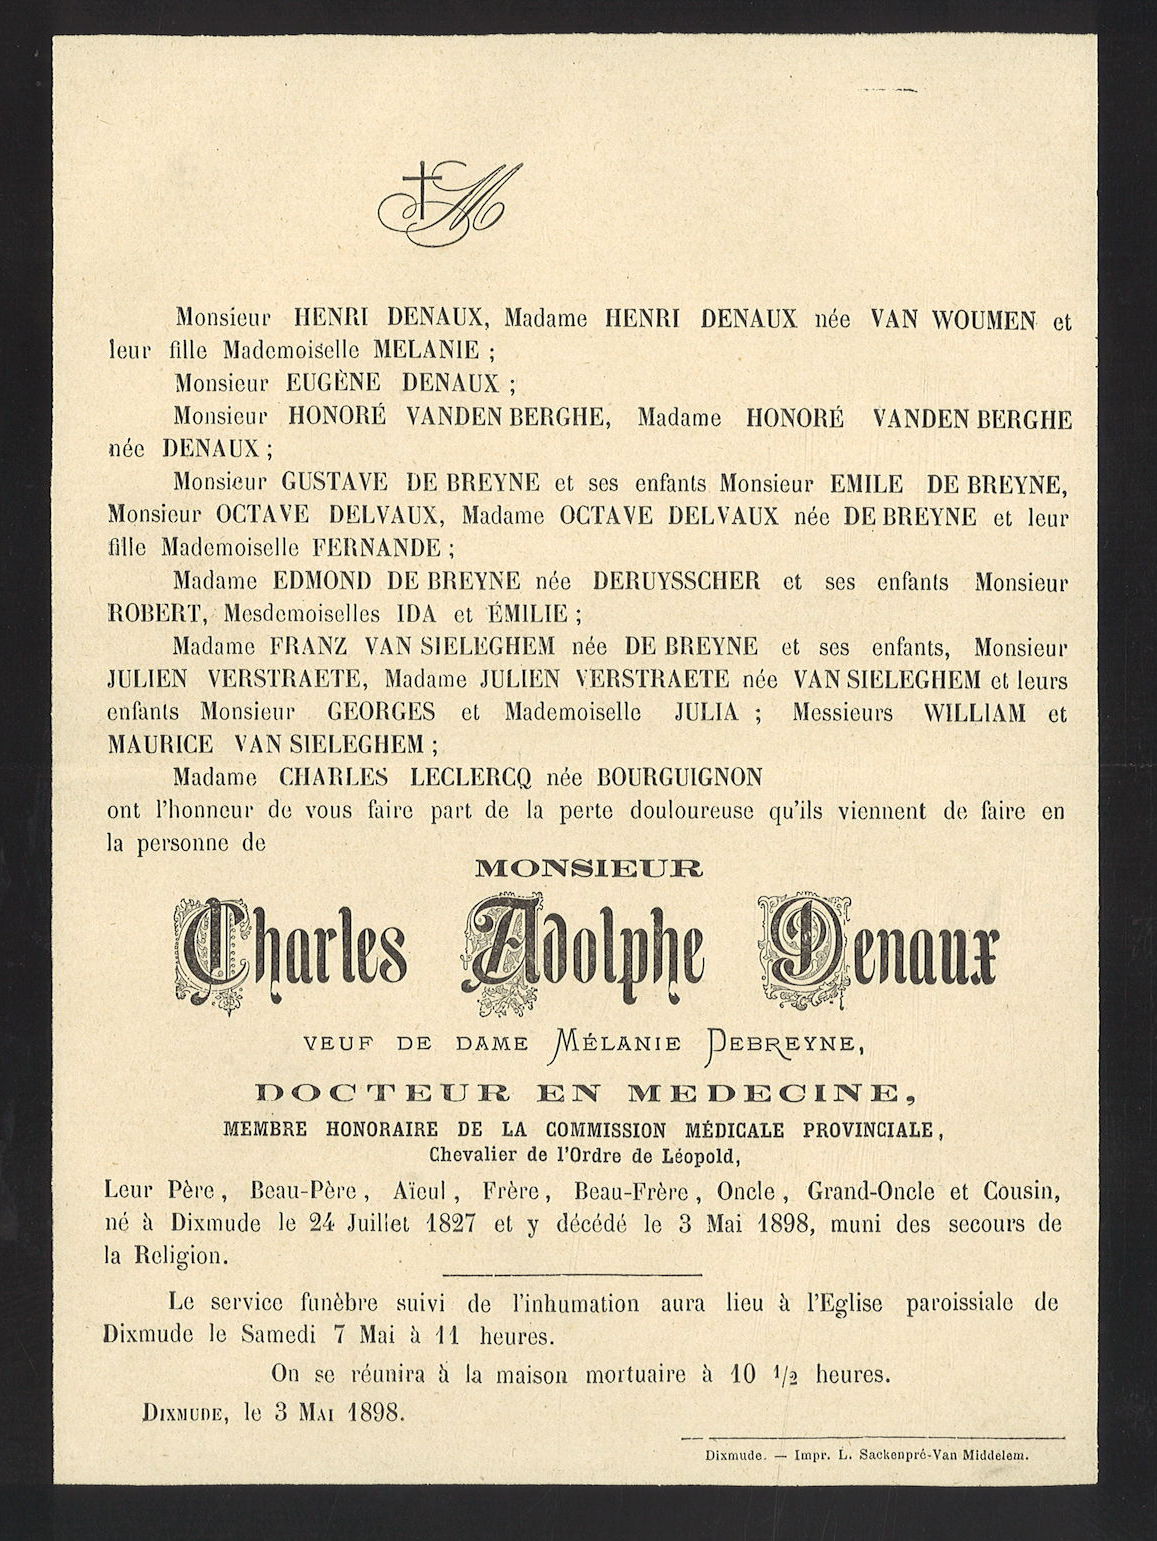 M
Monsieur HENRI DENAUX, Madame HENRI DENAUX née VAN WOUMEN et
leur fille Mademoiselle MELANIE ;
Monsieur EUGÈNE DENAUX ;
Monsieur HONORÉ VANDEN BERGHE, Madame HONORÉ VANDEN BERGHE
née DENAUX ;
Monsieur GUSTAVE DE BREYNE et ses enfants Monsieur EMILE DE BREYNE,
Monsieur OCTAVE DELVAUX, Madame OCTAVE DELVAUX née DE BREYNE et leur
fille Mademoiselle FERNANDE ;
Madame EDMOND DE BREYNE née DERUYSSCHER et ses enfants Monsieur
ROBERT, Mesdemoiselles IDA et ÉMILIE ;
Madame FRANZ VAN SIELEGHEM née DE BREYNE et ses enfants, Monsieur
JULIEN VERSTRAETE, Madame JULIEN VERSTRAETE née VAN SIELEGHEM et leurs
enfants Monsieur GEORGES et Mademoiselle JULIA ; Messieurs WILLIAM et
MAURICE VAN SIELEGHEM ;
Madame CHARLES LECLERCQ née BOURGUIGNON
ont l'honneur de vous faire part de la perte douloureuse qu'ils viennent de faire en
la personne de
MONSIEUR
Charles Adolphe Denaux
VEUF DE DAME MÉLANIE DEBREYNE,
DOCTEUR EN MEDECINE,
MEMBRE HONORAIRE DE LA COMMISSION MÉDICALE PROVINCIALE,
Chevalier de l'Ordre de Léopold,
Leur Père, Beau-Père, Aïeul, Frère, Beau-Frère, Oncle, Grand-Oncle et Cousin,
né à Dixmude le 24 Juillet 1827 et y décédé le 3 Mai 1898, muni des secours de
la Religion.
Le service funèbre suivi de l'inhumation aura lieu à l'Eglise paroissiale de
Dixmude le Samedi 7 Mai à 11 heures.
On se réunira à la maison mortuaire à 10 1/2 heures.
DIXMUDE, le 3 MAI 1898.
Dixmude. — Impr. L. Sackenpré-Van Middelem.